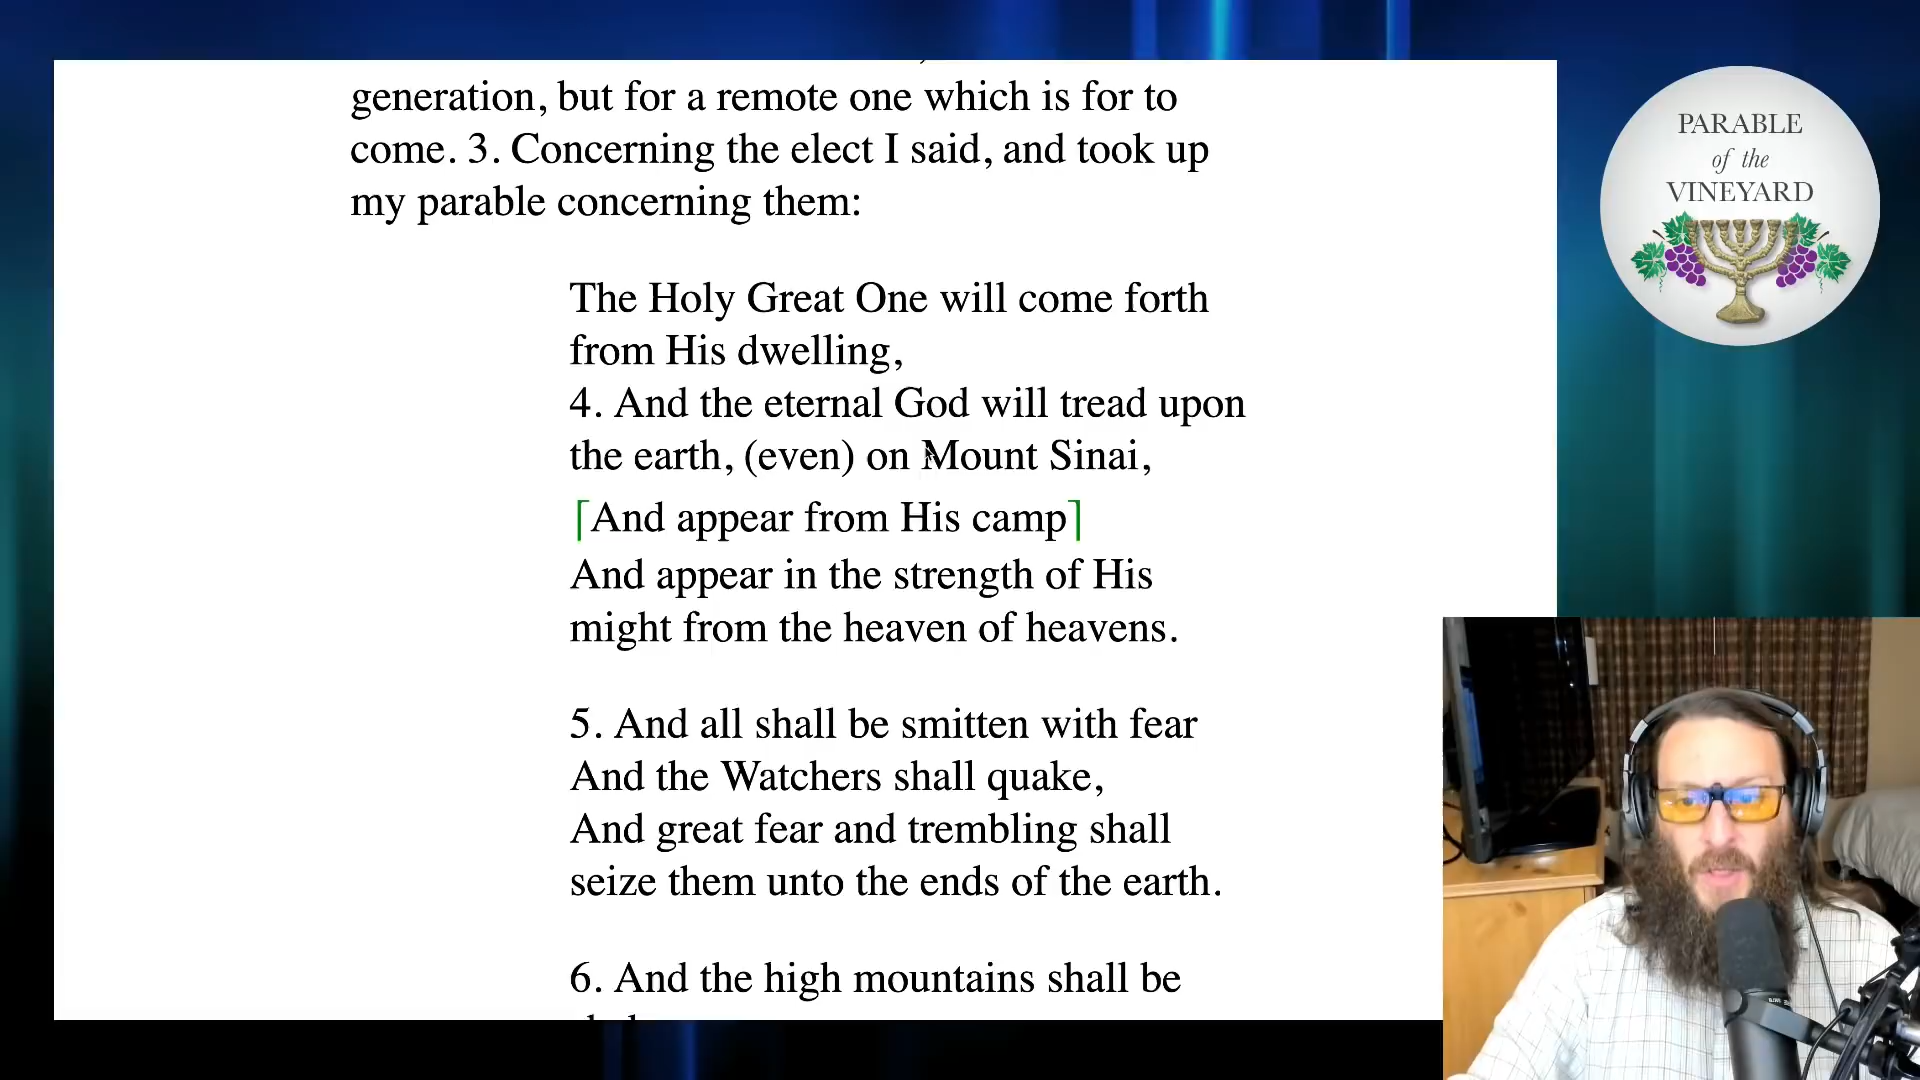 generation, but for a remote one which is for to
come. 3. Concerning the elect I said, and took up
my parable concerning them:
The Holy Great One will come forth
from His dwelling,
4. And the eternal God will tread upon
the earth, (even) on Mount Sinai,
⌈And appear from His camp⌉
And appear in the strength of His
might from the heaven of heavens.
5. And all shall be smitten with fear
And the Watchers shall quake,
And great fear and trembling shall
seize them unto the ends of the earth.
6. And the high mountains shall be
PARABLE
of the
VINEYARD